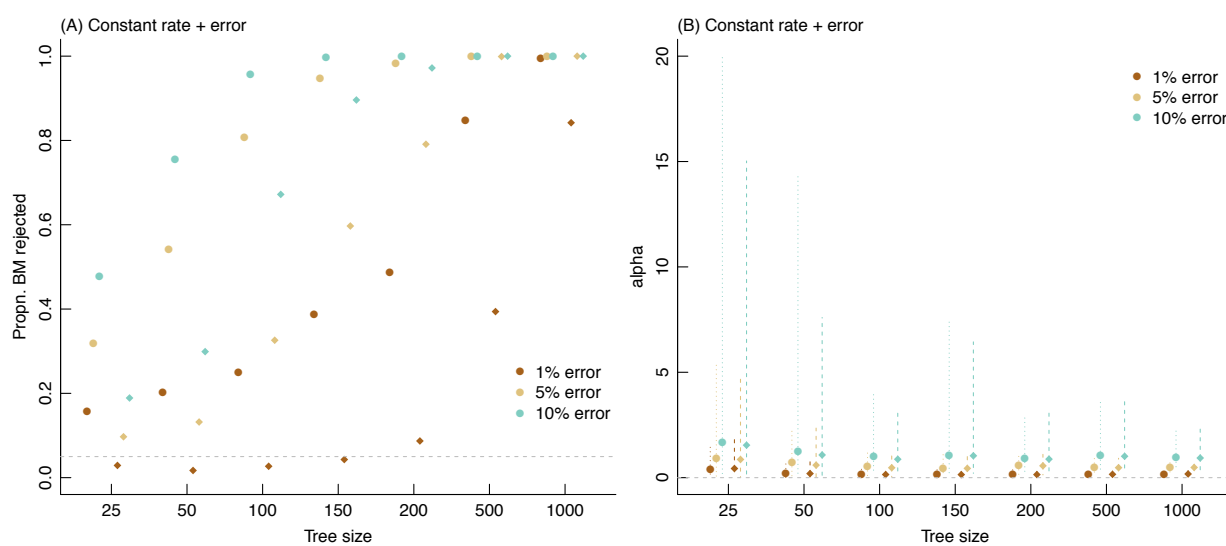 (A) Constant rate + error
Propn. BM rejected
1.0
0.8
0.6
0.4
0.2
0.0
1% error
5% error
10% error
25 50 100 150 200 500 1000
Tree size
(B) Constant rate + error
alpha
20
15
10
5
0
1% error
5% error
10% error
25 50 100 150 200 500 1000
Tree size